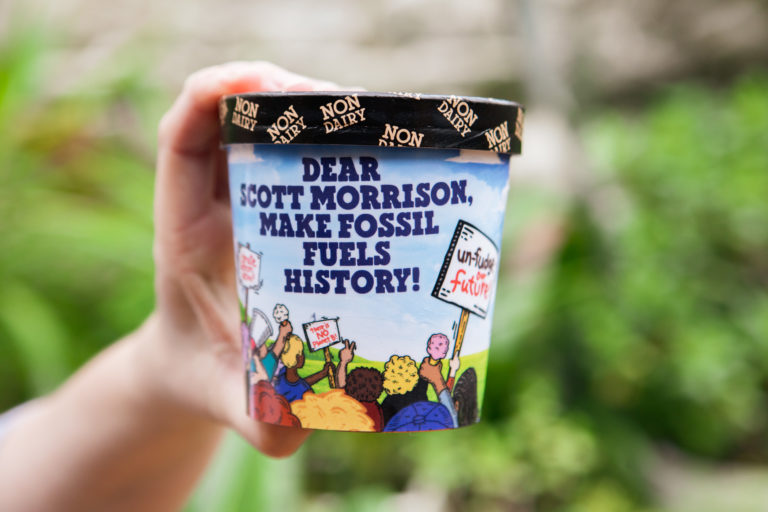 NON
DAIRY
NON
DAIRY
NON
DAIRY
NON
NON
DAIRY
NON
DEAR
SCOTT MORRISON,
MAKE FOSSIL
FUELS
HISTORY!
un-fudge
our
future
THERE IS
NO
PLANET B!